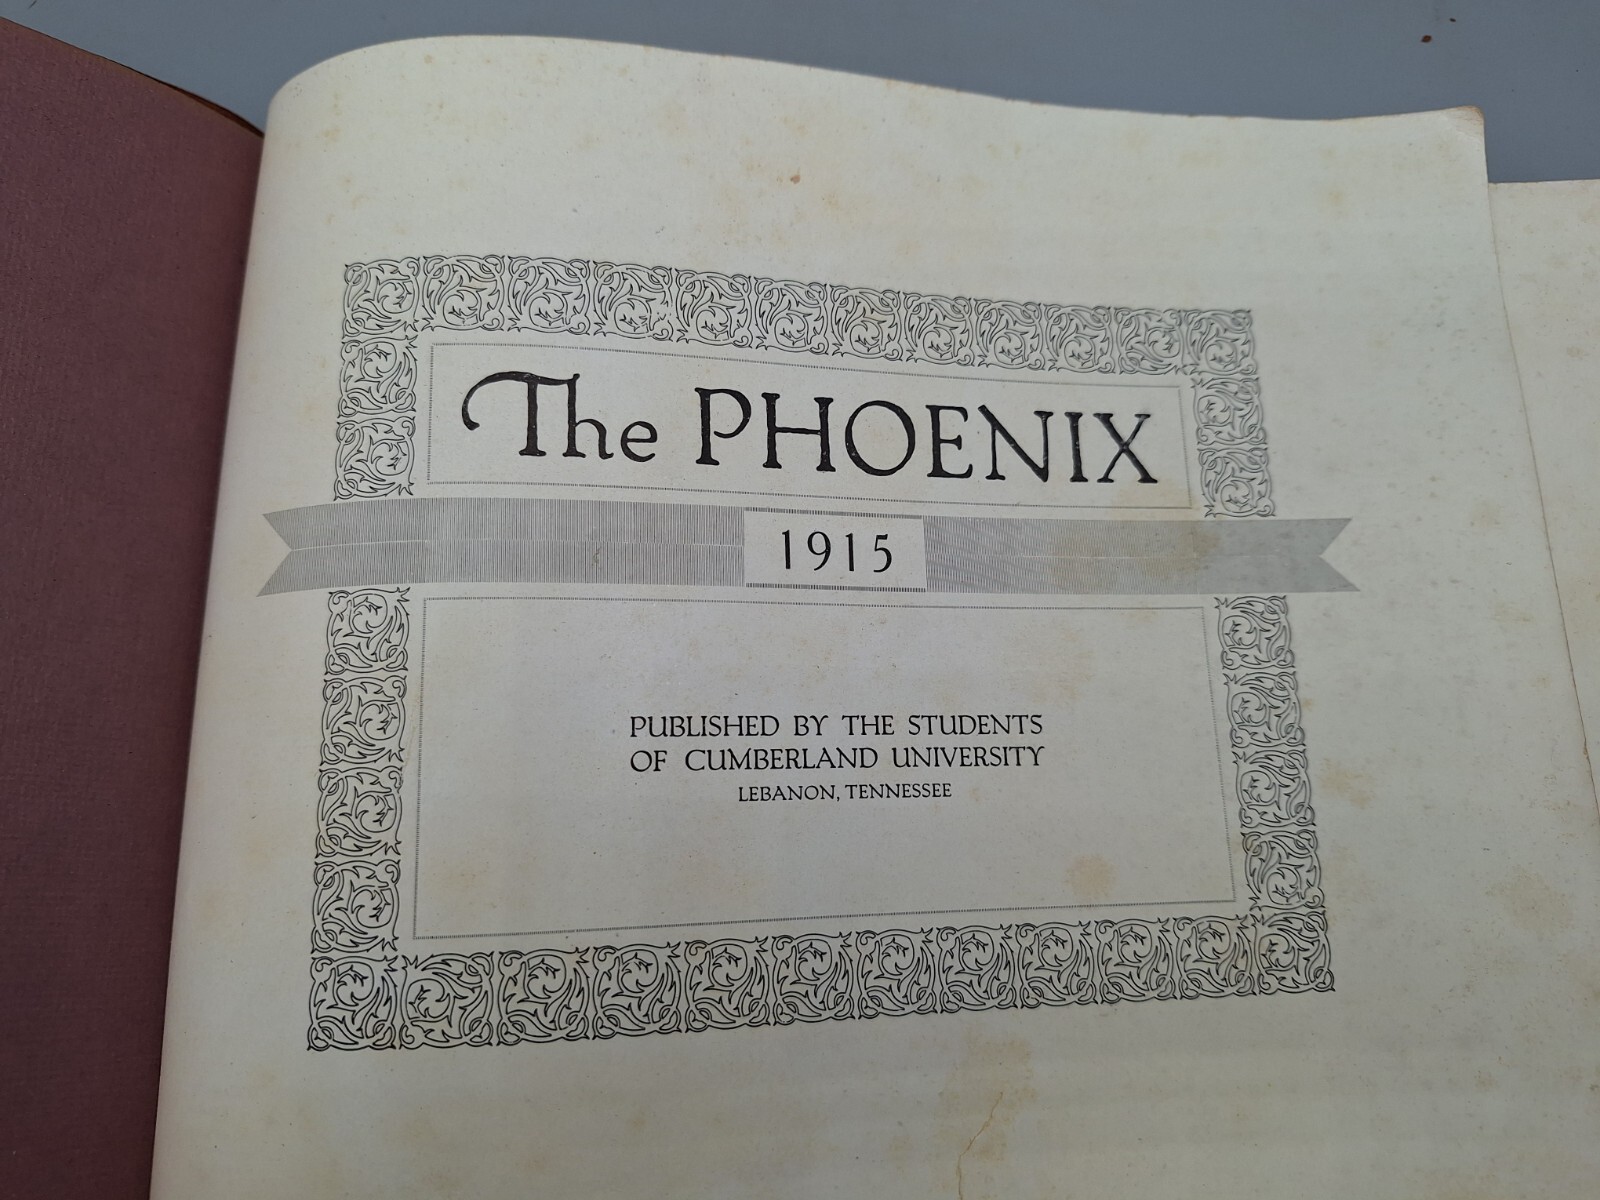 The PHOENIX
1915
PUBLISHED BY THE STUDENTS
OF CUMBERLAND UNIVERSITY
LEBANON, TENNESSEE